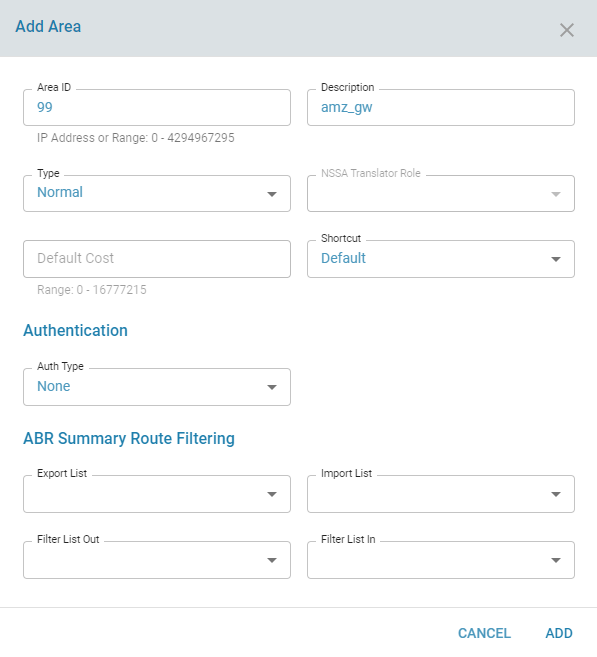 Add Area
Area ID
Description
99
amz_gw
IP Address or Range: 0 - 4294967295
Type
NSSA Translator Role
Normal
Shortcut
Default Cost
Default
Range: 0 - 16777215
Authentication
Auth Type
None
ABR Summary Route Filtering
Export List
Import List
Filter List Out
Filter List In
CANCEL
ADD